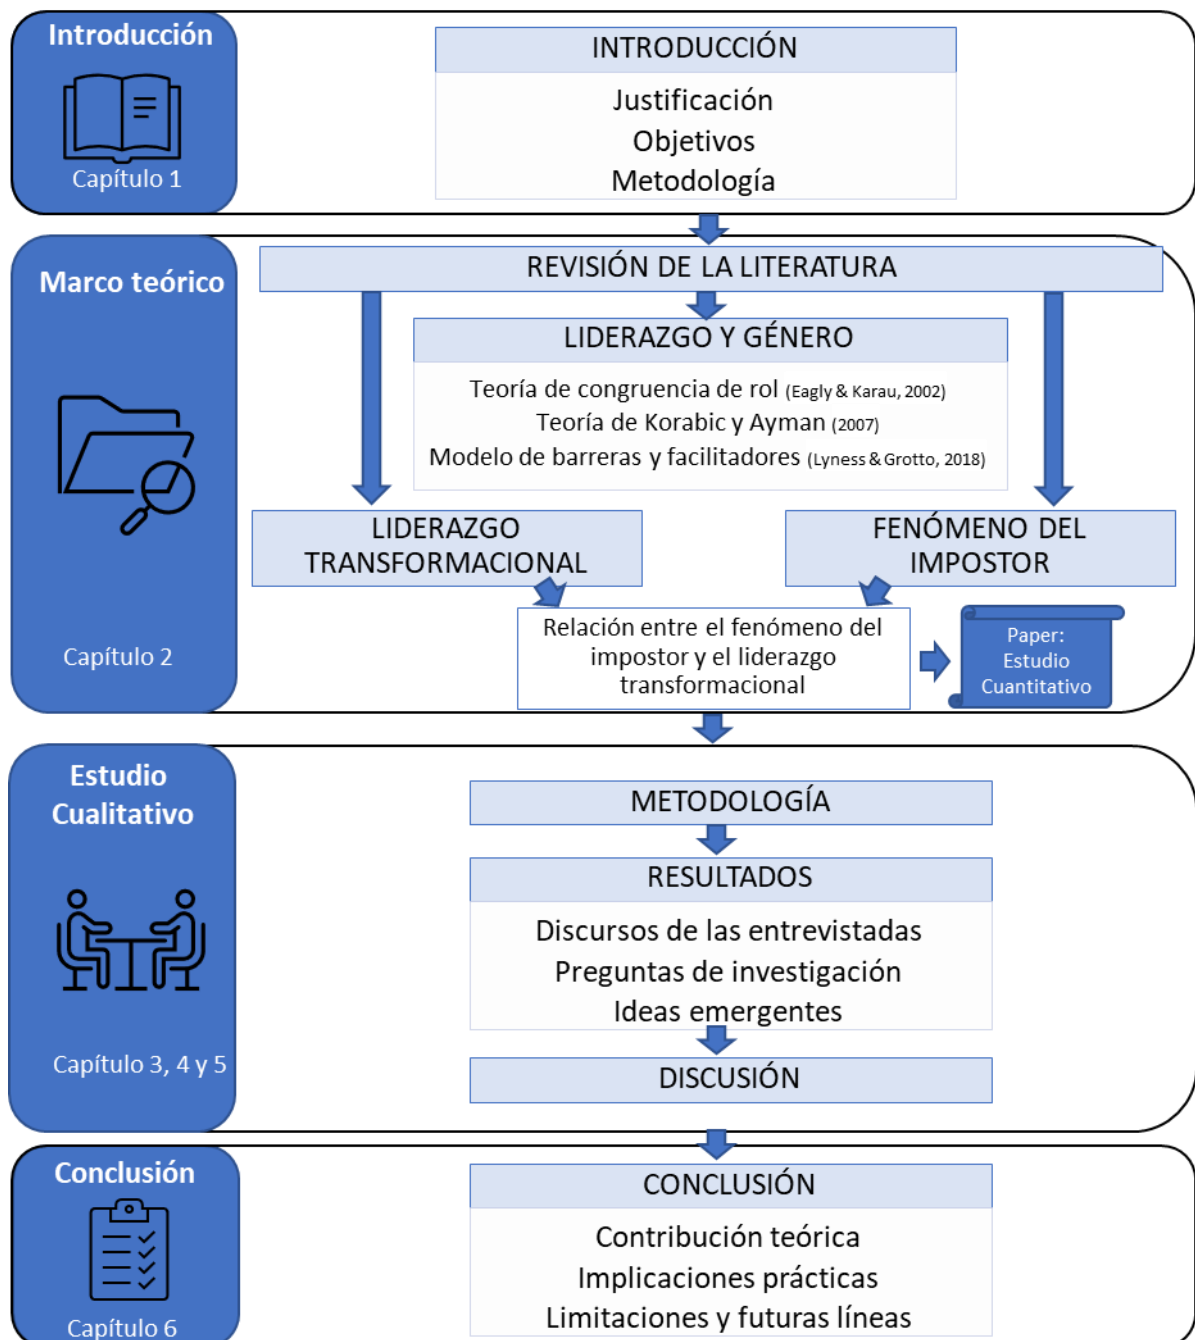 Introducción
Capítulo 1
INTRODUCCIÓN
Justificación
Objetivos
Metodología
Marco teórico
Capítulo 2
REVISIÓN DE LA LITERATURA
LIDERAZGO Y GÉNERO
Teoría de congruencia de rol (Eagly & Karau, 2002)
Teoría de Korabic y Ayman (2007)
Modelo de barreras y facilitadores (Lyness & Grotto, 2018)
LIDERAZGO
TRANSFORMACIONAL
FENÓMENO DEL
IMPOSTOR
Relación entre el fenómeno del
impostor y el liderazgo
transformacional
Paper:
Estudio
Cuantitativo
Estudio
Cualitativo
Capítulo 3, 4 y 5
METODOLOGÍA
RESULTADOS
Discursos de las entrevistadas
Preguntas de investigación
Ideas emergentes
DISCUSIÓN
Conclusión
Capítulo 6
CONCLUSIÓN
Contribución teórica
Implicaciones prácticas
Limitaciones y futuras líneas